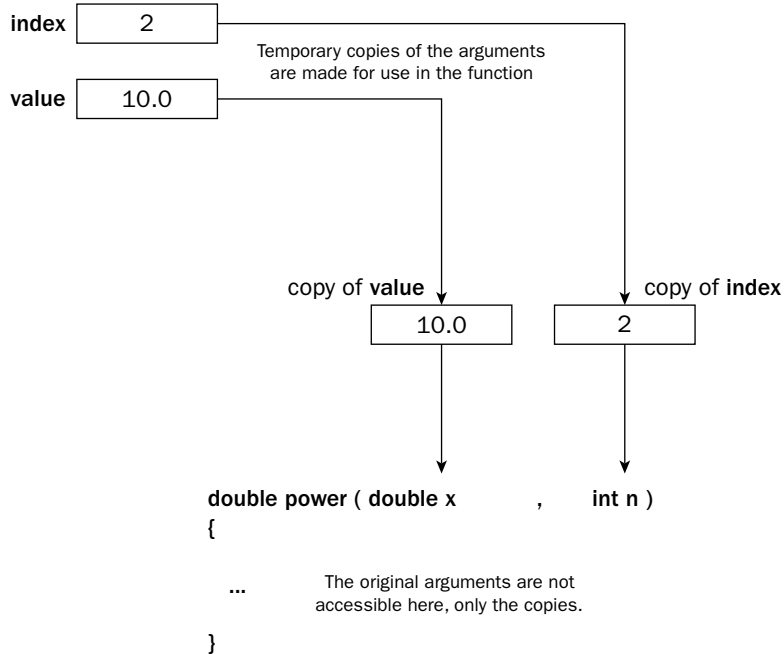 index 2
Temporary copies of the arguments
are made for use in the function
value 10.0
copy of value copy of index
10.0 2
double power ( double x , int n )
{
... The original arguments are not
accessible here, only the copies.
}